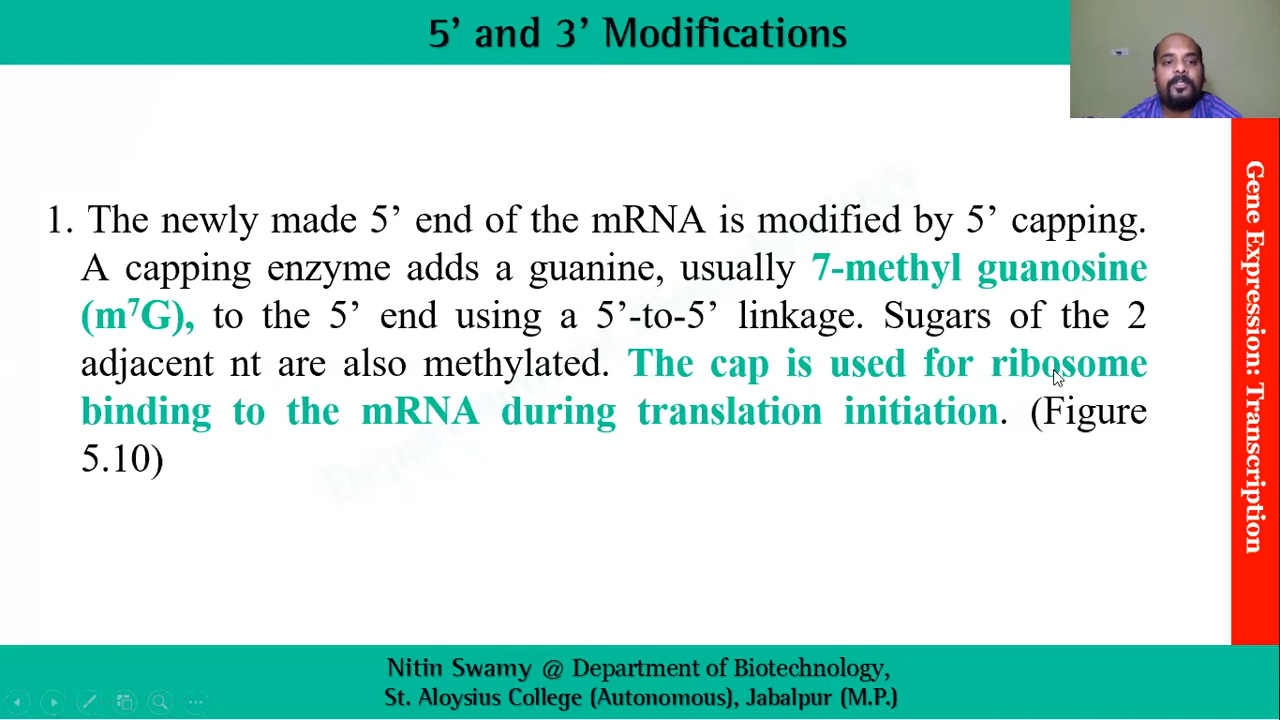 5’ and 3’ Modifications
1. The newly made 5’ end of the mRNA is modified by 5’ capping.
A capping enzyme adds a guanine, usually 7-methyl guanosine
(m⁷G), to the 5’ end using a 5’-to-5’ linkage. Sugars of the 2
adjacent nt are also methylated. The cap is used for ribosome
binding to the mRNA during translation initiation. (Figure
5.10)
Gene Expression: Transcription
Nitin Swamy @ Department of Biotechnology,
St. Aloysius College (Autonomous), Jabalpur (M.P.)